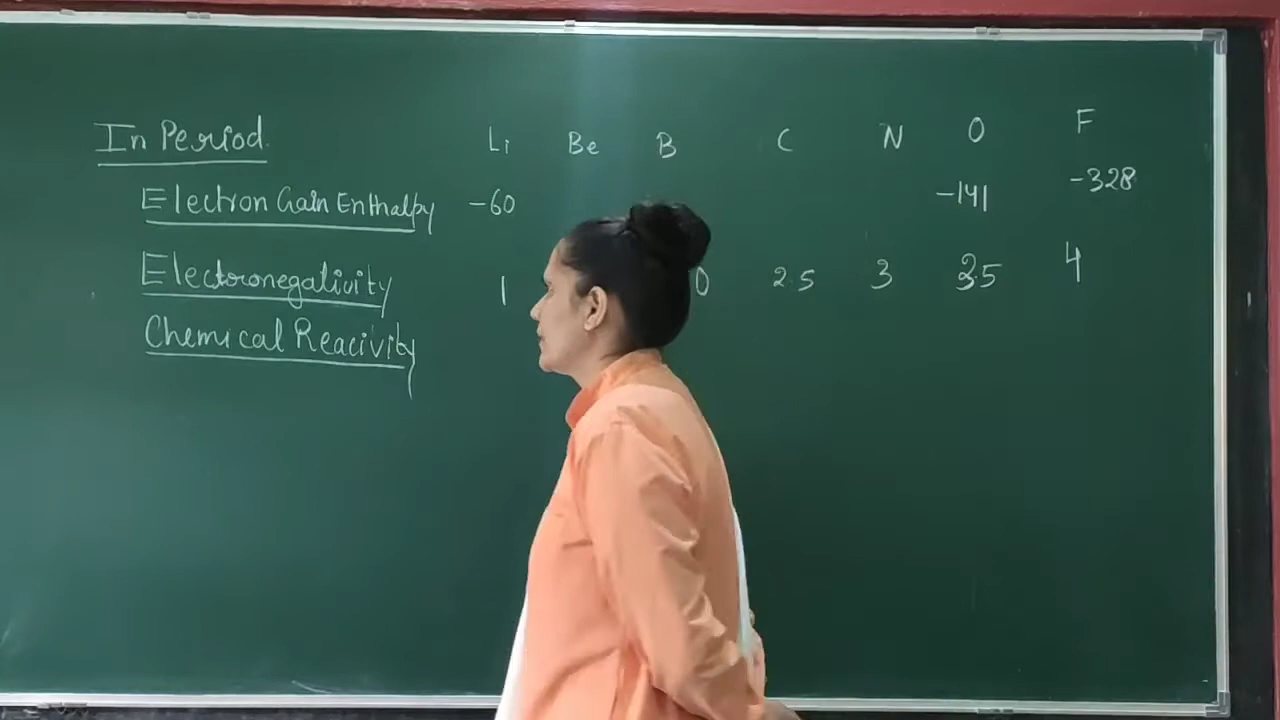 In Period Li Be B C N O F
Electron Gain Enthalpy -60 -141 -328
Electronegativity 1 0 2.5 3 3.5 4
Chemical Reacivity